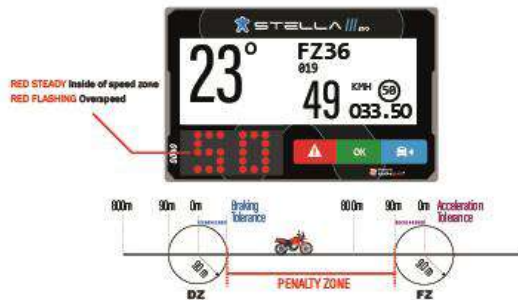 STELLA III
23°
FZ36
019
49 KMH 50
033.50
RED STEADY Inside of speed zone
RED FLASHING Overspeed
50
OK
800m 90m 0m Braking Tolerance 800m 90m 0m Acceleration Tolerance
90m 90m
PENALTY ZONE
DZ FZ